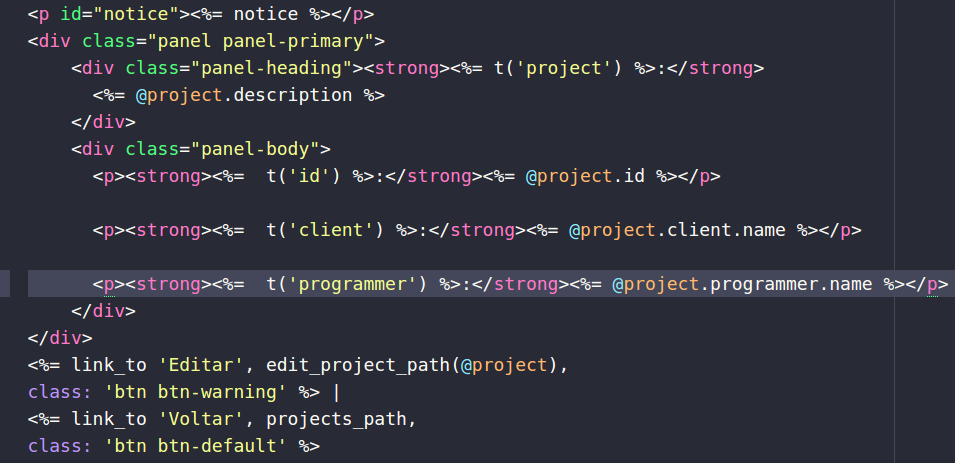 <p id="notice"><%= notice %></p>
<div class="panel panel-primary">
    <div class="panel-heading"><strong><%= t('project') %>:</strong>
      <%= @project.description %>
    </div>
    <div class="panel-body">
      <p><strong><%=  t('id') %>:</strong><%= @project.id %></p>

      <p><strong><%=  t('client') %>:</strong><%= @project.client.name %></p>

      <p><strong><%=  t('programmer') %>:</strong><%= @project.programmer.name %></p>
    </div>
</div>
<%= link_to 'Editar', edit_project_path(@project),
class: 'btn btn-warning' %> |
<%= link_to 'Voltar', projects_path,
class: 'btn btn-default' %>